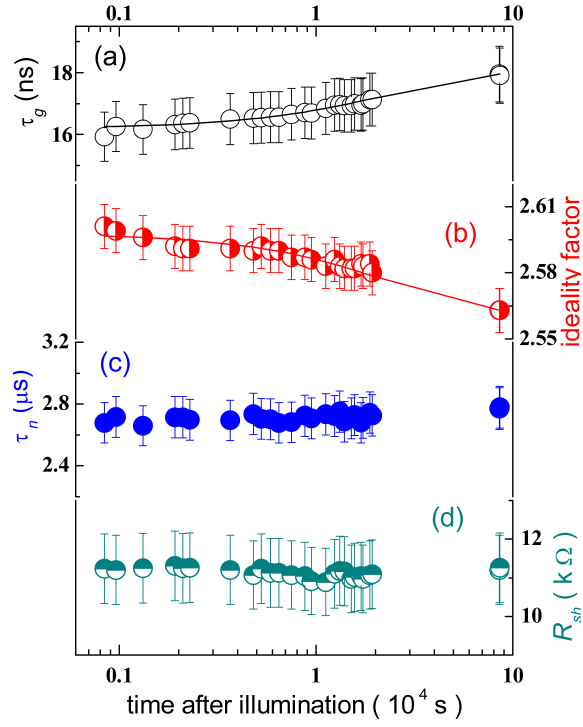 0.1 1 10
(a)
τg (ns)
18
16
(b)
2.61
2.58
2.55
ideality factor
(c)
τn (μs)
3.2
2.8
2.4
(d)
12
10
Rsh ( k Ω )
0.1 1 10
time after illumination ( 10⁴ s )